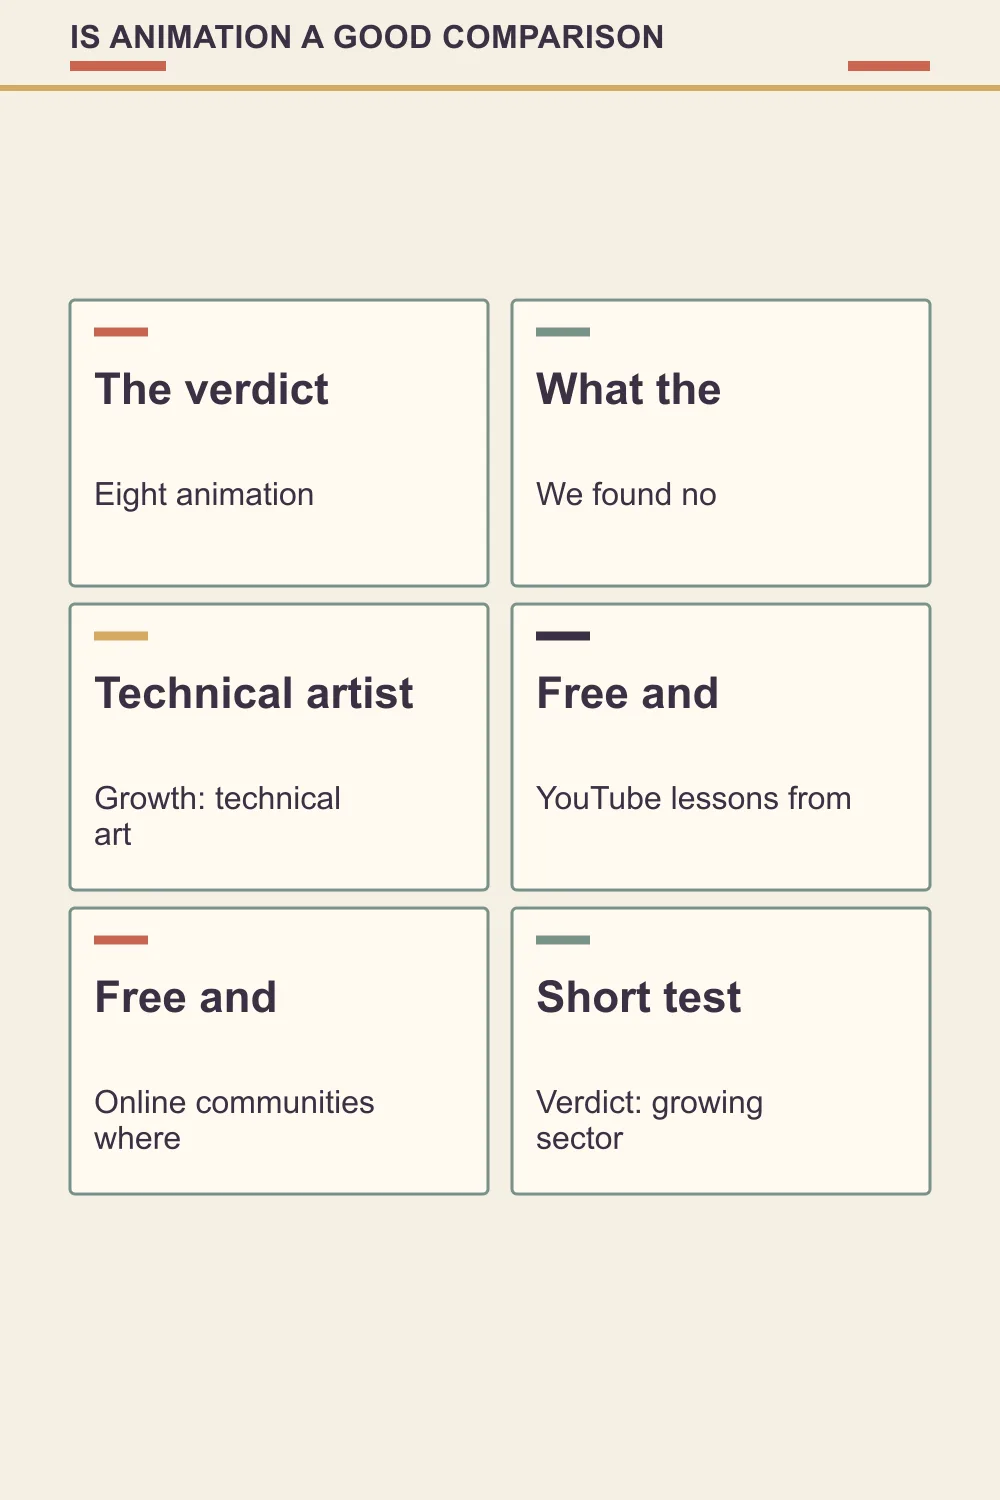 IS ANIMATION A GOOD COMPARISON
The verdict
Eight animation
What the
We found no
Technical artist
Growth: technical
art
Free and
YouTube lessons from
Free and
Online communities
where
Short test
Verdict: growing
sector